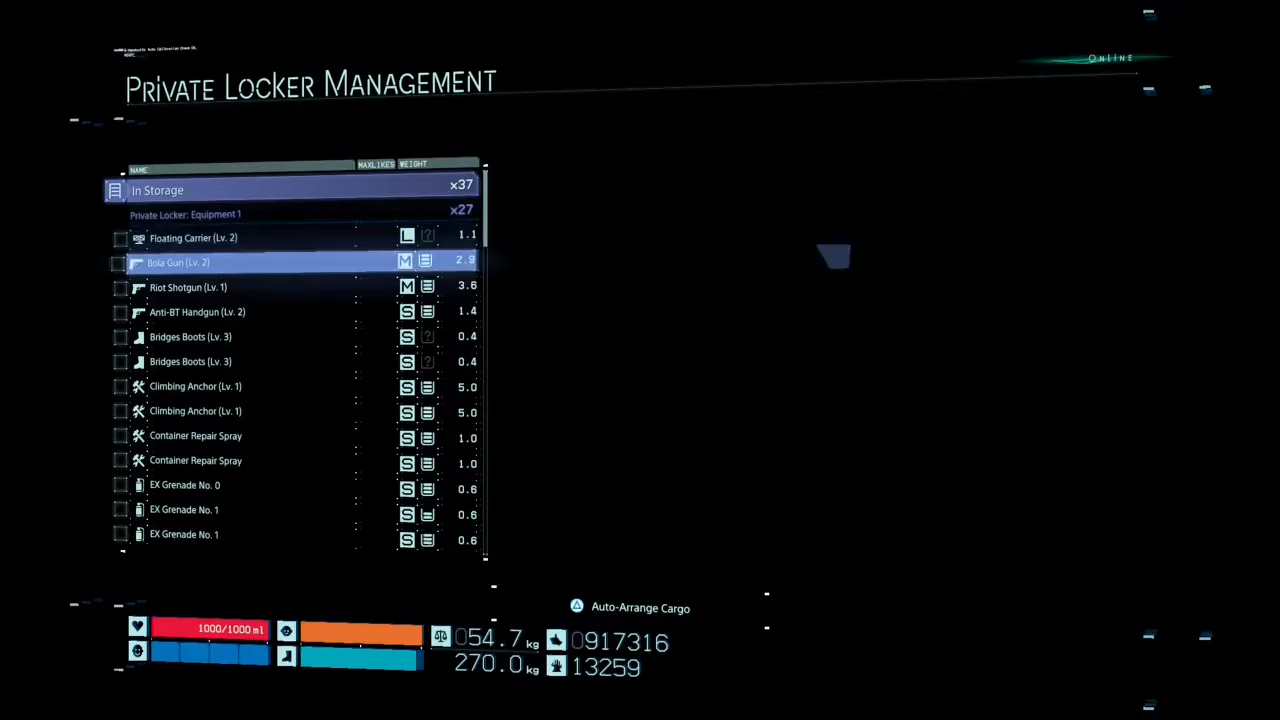 Private Locker Management
Online
NAME MAXLIKES WEIGHT
In Storage x37
Private Locker: Equipment 1 x27
Floating Carrier (Lv. 2) L ? 1.1
Bola Gun (Lv. 2) M 2.9
Riot Shotgun (Lv. 1) M 3.6
Anti-BT Handgun (Lv. 2) S 1.4
Bridges Boots (Lv. 3) S ? 0.4
Bridges Boots (Lv. 3) S ? 0.4
Climbing Anchor (Lv. 1) S 5.0
Climbing Anchor (Lv. 1) S 5.0
Container Repair Spray S 1.0
Container Repair Spray S 1.0
EX Grenade No. 0 S 0.6
EX Grenade No. 1 S 0.6
EX Grenade No. 1 S 0.6
Auto-Arrange Cargo
1000/1000 ml 054.7 kg 0917316
270.0 kg 13259